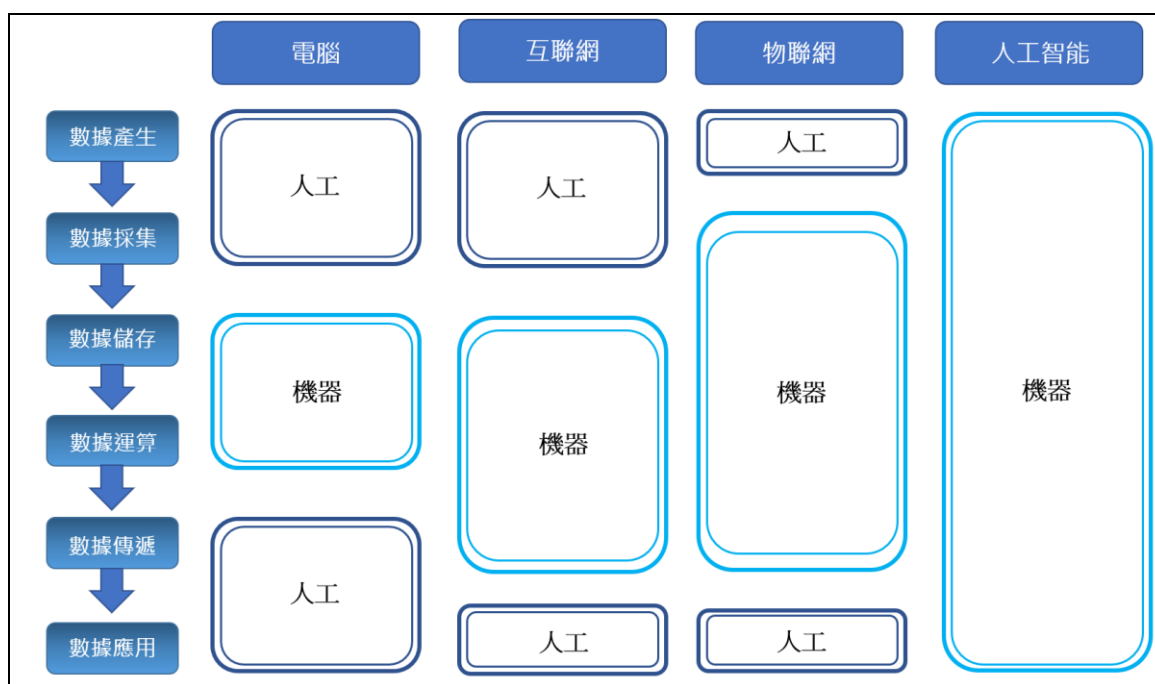 電腦
互聯網
物聯網
人工智能
數據產生
人工
人工
人工
數據採集
數據儲存
機器
機器
機器
機器
數據運算
數據傳遞
人工
數據應用
人工
人工